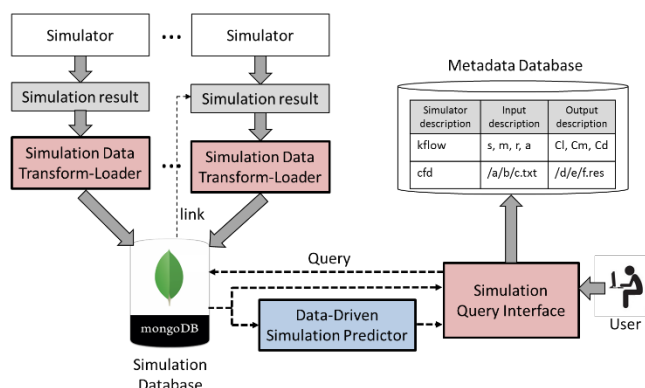 Simulator
...
Simulator
Simulation result
Simulation result
Simulation Data
Transform-Loader
...
Simulation Data
Transform-Loader
link
mongoDB
Simulation
Database
Query
Data-Driven
Simulation Predictor
Metadata Database
Simulator
description
Input
description
Output
description
kflow
s, m, r, a
Cl, Cm, Cd
cfd
/a/b/c.txt
/d/e/f.res
Simulation
Query Interface
User